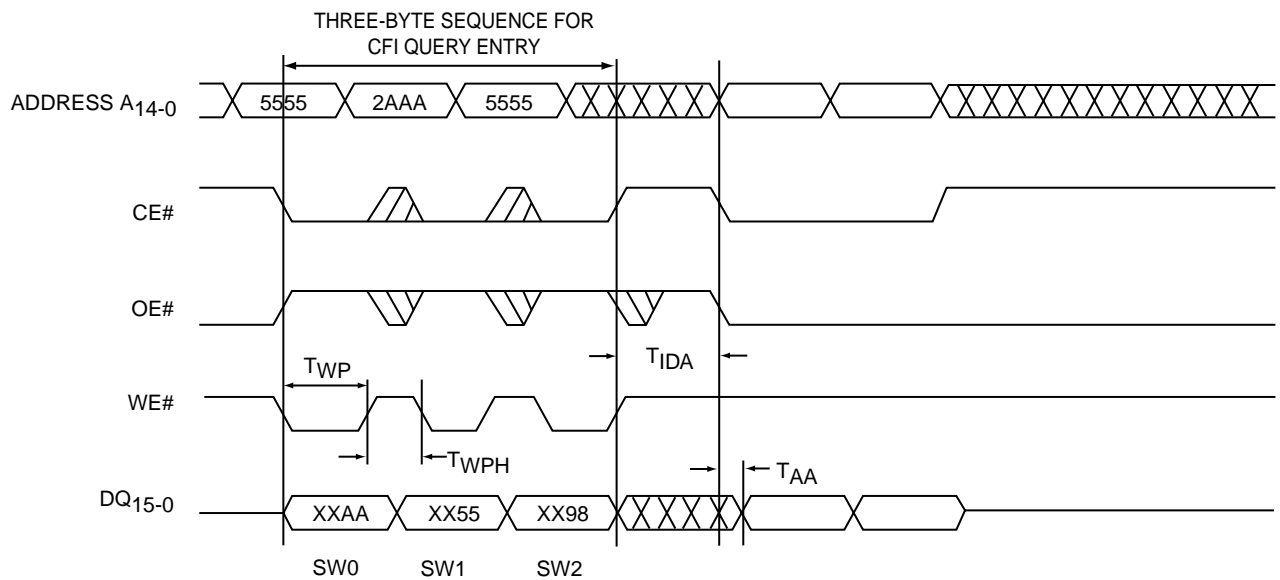 THREE-BYTE SEQUENCE FOR
CFI QUERY ENTRY
ADDRESS A14-0
5555
2AAA
5555
CE#
OE#
TIDA
TWP
WE#
TWPH
TAA
DQ15-0
XXAA
XX55
XX98
SW0
SW1
SW2